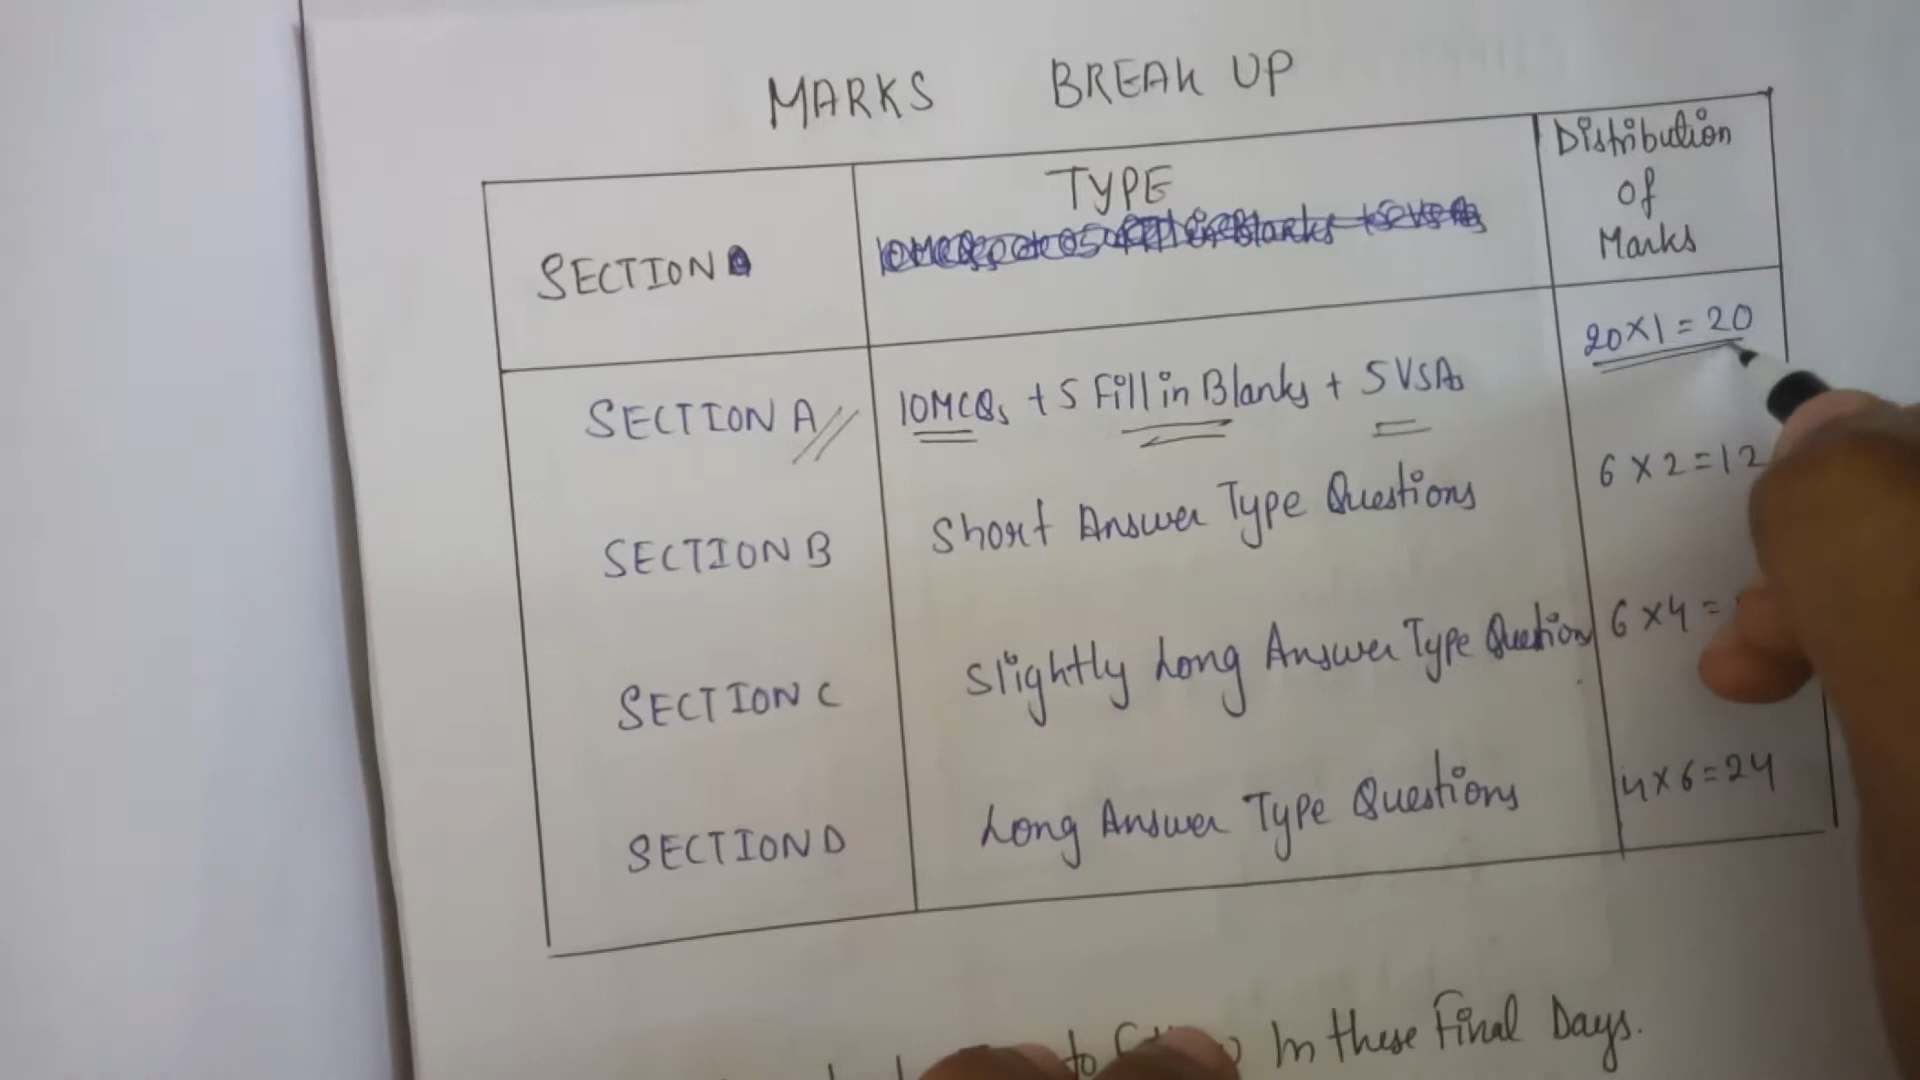 MARKS BREAK UP
SECTION
TYPE
Distribution
of
Marks
SECTION A
10MCQs + 5 Fill in Blanks + 5 VSA
20 X 1 = 20
SECTION B
Short Answer Type Questions
6 X 2 = 12
SECTION C
Slightly Long Answer Type Question
6 X 4 =
SECTION D
Long Answer Type Questions
4 X 6 = 24
to In these Final Days.